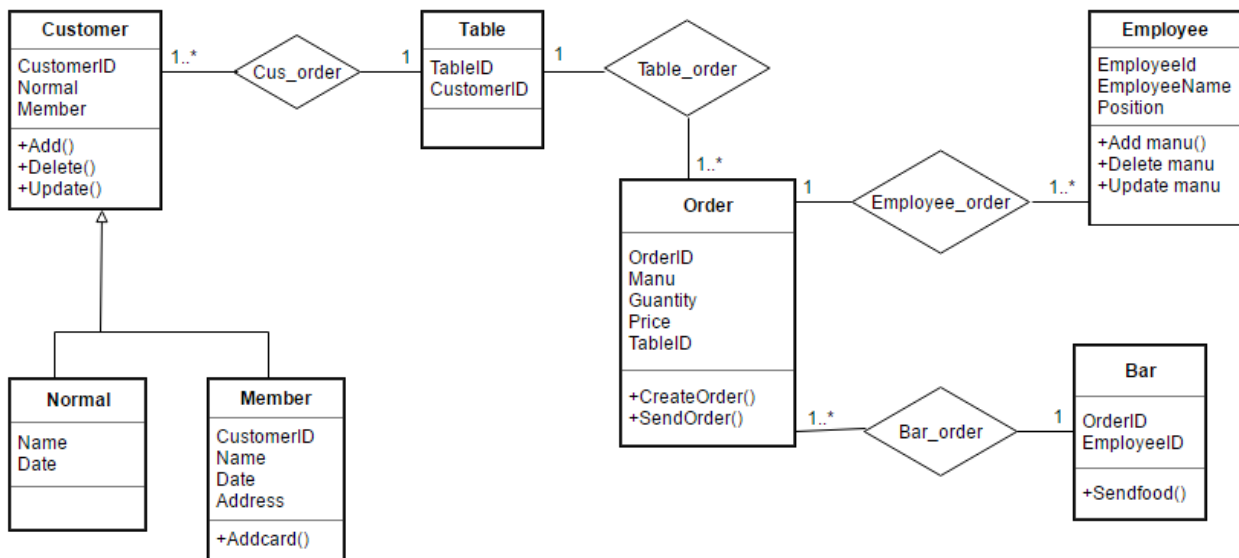 Customer
CustomerID
Normal
Member
+Add()
+Delete()
+Update()
1..*
Cus_order
1
Table
TableID
CustomerID
1
Table_order
1..*
Employee
EmployeeId
EmployeeName
Position
+Add manu()
+Delete manu
+Update manu
Order
OrderID
Manu
Guantity
Price
TableID
+CreateOrder()
+SendOrder()
1
Employee_order
1..*
1..*
Bar_order
1
Bar
OrderID
EmployeeID
+Sendfood()
Normal
Name
Date
Member
CustomerID
Name
Date
Address
+Addcard()